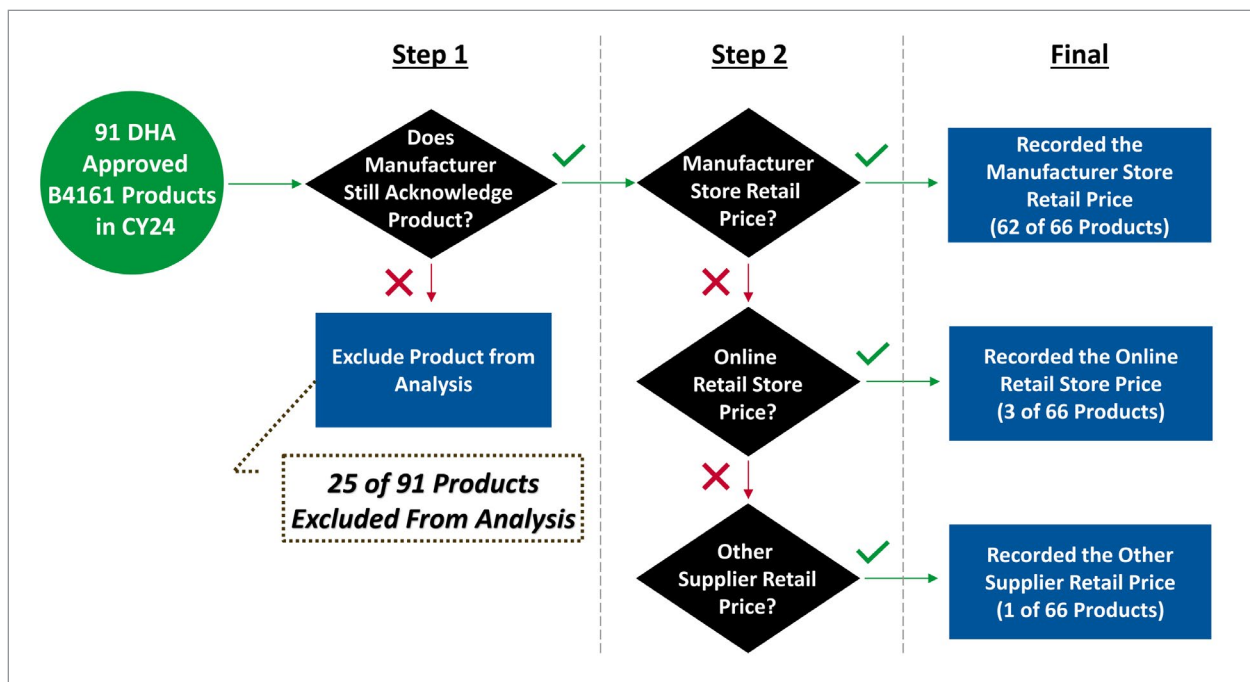 Step 1
Step 2
Final
91 DHA
Approved
B4161 Products
in CY24
Does
Manufacturer
Still Acknowledge
Product?
Manufacturer
Store Retail
Price?
Recorded the
Manufacturer Store
Retail Price
(62 of 66 Products)
Exclude Product from
Analysis
25 of 91 Products
Excluded From Analysis
Online
Retail Store
Price?
Recorded the Online
Retail Store Price
(3 of 66 Products)
Other
Supplier Retail
Price?
Recorded the Other
Supplier Retail Price
(1 of 66 Products)